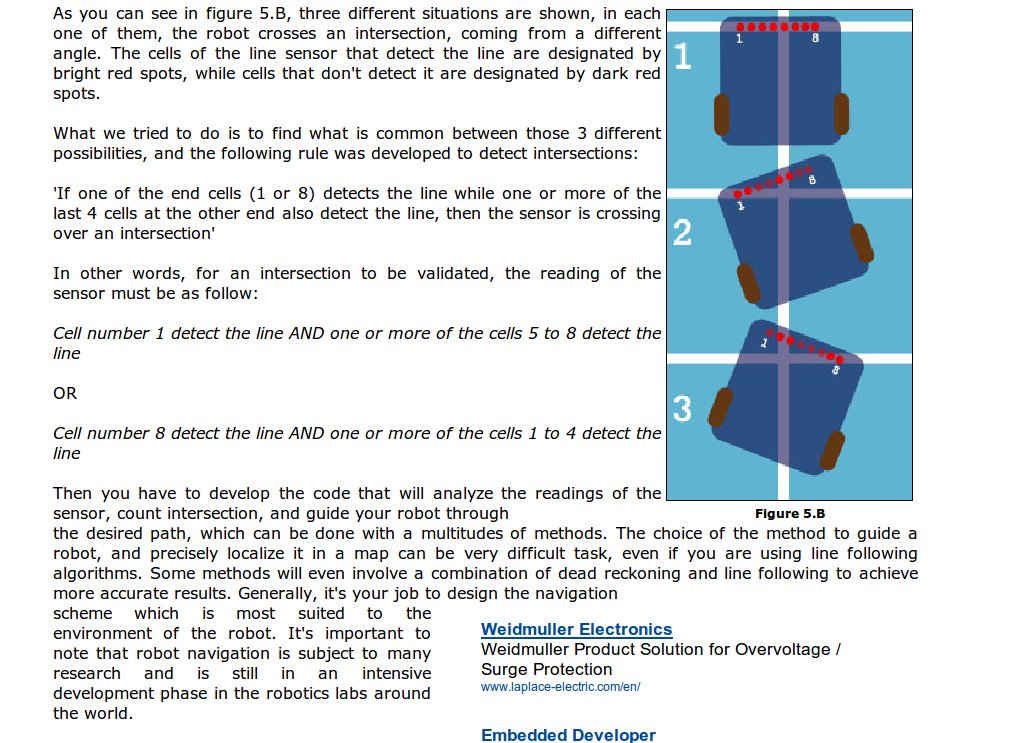 As you can see in figure 5.B, three different situations are shown, in each
one of them, the robot crosses an intersection, coming from a different
angle. The cells of the line sensor that detect the line are designated by
bright red spots, while cells that don't detect it are designated by dark red
spots.
What we tried to do is to find what is common between those 3 different
possibilities, and the following rule was developed to detect intersections:
'If one of the end cells (1 or 8) detects the line while one or more of the
last 4 cells at the other end also detect the line, then the sensor is crossing
over an intersection'
In other words, for an intersection to be validated, the reading of the
sensor must be as follow:
Cell number 1 detect the line AND one or more of the cells 5 to 8 detect the
line
OR
Cell number 8 detect the line AND one or more of the cells 1 to 4 detect the
line
Then you have to develop the code that will analyze the readings of the
sensor, count intersection, and guide your robot through
1
1
8
2
1
6
3
1
8
Figure 5.B
the desired path, which can be done with a multitudes of methods. The choice of the method to guide a
robot, and precisely localize it in a map can be very difficult task, even if you are using line following
algorithms. Some methods will even involve a combination of dead reckoning and line following to achieve
more accurate results. Generally, it's your job to design the navigation
scheme which is most suited to the
environment of the robot. It's important to
note that robot navigation is subject to many
research and is still in an intensive
development phase in the robotics labs around
the world.
Weidmuller Electronics
Weidmuller Product Solution for Overvoltage /
Surge Protection
www.laplace-electric.com/en/
Embedded Developer